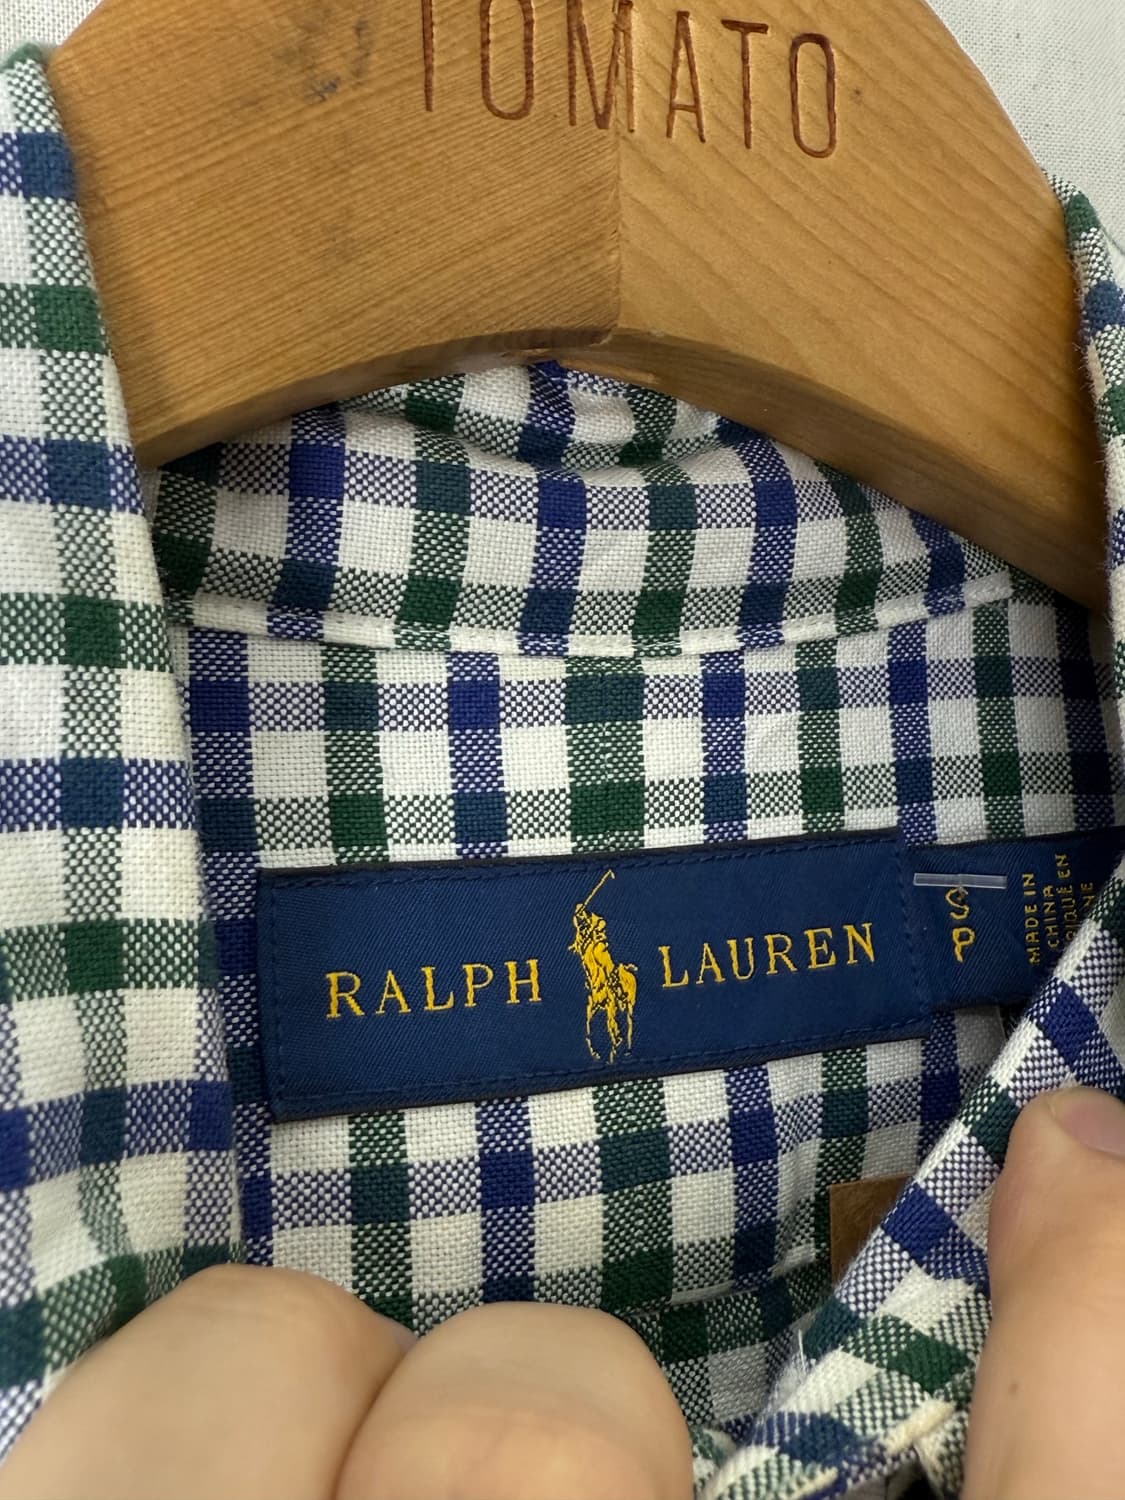 TOMATO
RALPH LAUREN
S
P
MADE IN
CHINA